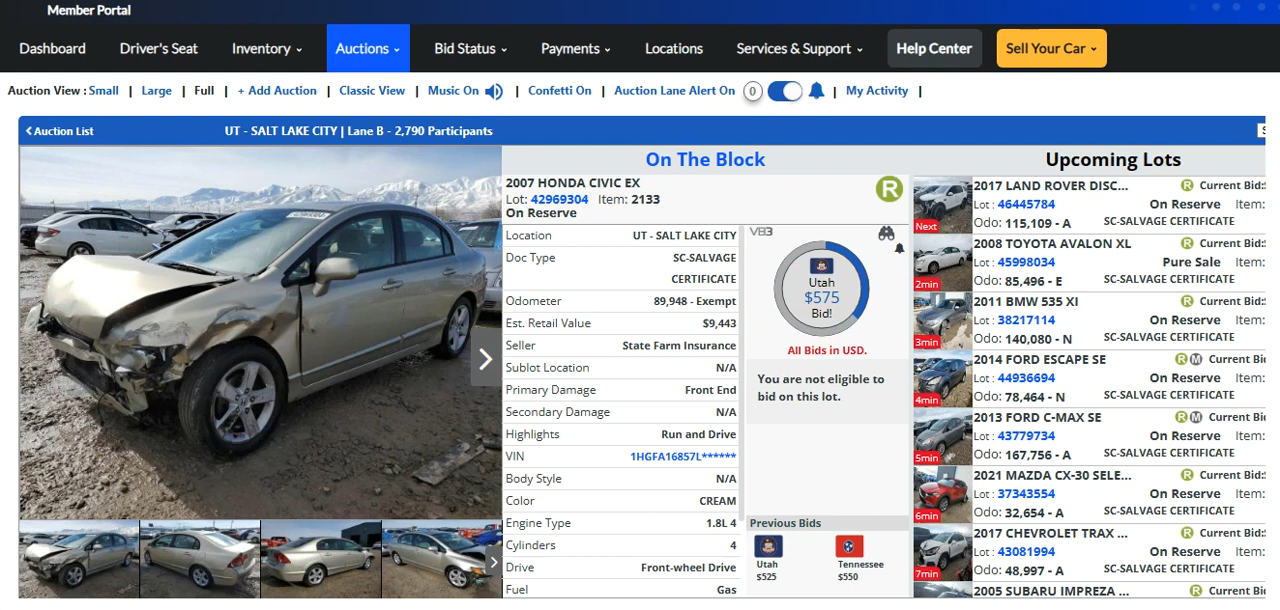 Member Portal
Dashboard Driver's Seat Inventory Auctions Bid Status Payments Locations Services & Support Help Center Sell Your Car
Auction View : Small | Large | Full | + Add Auction | Classic View | Music On | Confetti On | Auction Lane Alert On 0 | My Activity |
Auction List UT - SALT LAKE CITY | Lane B - 2,790 Participants
On The Block
2007 HONDA CIVIC EX
Lot: 42969304 Item: 2133
On Reserve
R
Location UT - SALT LAKE CITY
Doc Type SC-SALVAGE
CERTIFICATE
Odometer 89,948 - Exempt
Est. Retail Value $9,443
Seller State Farm Insurance
Sublot Location N/A
Primary Damage Front End
Secondary Damage N/A
Highlights Run and Drive
VIN 1HGFA16857L******
Body Style N/A
Color CREAM
Engine Type 1.8L 4
Cylinders 4
Drive Front-wheel Drive
Fuel Gas
VB3
Utah
$575
Bid!
All Bids in USD.
You are not eligible to
bid on this lot.
Previous Bids
Utah
$525
Tennessee
$550
Upcoming Lots
Next
2017 LAND ROVER DISC... R Current Bid:
Lot : 46445784 On Reserve Item:
Odo: 115,109 - A SC-SALVAGE CERTIFICATE
2min
2008 TOYOTA AVALON XL R Current Bid:
Lot : 45998034 Pure Sale Item:
Odo: 85,496 - E SC-SALVAGE CERTIFICATE
3min
2011 BMW 535 XI R Current Bid:
Lot : 38217114 On Reserve Item:
Odo: 140,080 - N SC-SALVAGE CERTIFICATE
4min
2014 FORD ESCAPE SE R M Current Bi
Lot : 44936694 On Reserve Item:
Odo: 78,464 - N SC-SALVAGE CERTIFICATE
5min
2013 FORD C-MAX SE R M Current Bi
Lot : 43779734 On Reserve Item:
Odo: 167,756 - A SC-SALVAGE CERTIFICATE
6min
2021 MAZDA CX-30 SELE... R Current Bid:
Lot : 37343554 On Reserve Item:
Odo: 32,654 - A SC-SALVAGE CERTIFICATE
7min
2017 CHEVROLET TRAX ... R Current Bid:
Lot : 43081994 On Reserve Item:
Odo: 48,997 - A SC-SALVAGE CERTIFICATE
2005 SUBARU IMPREZA ... R Current Bi